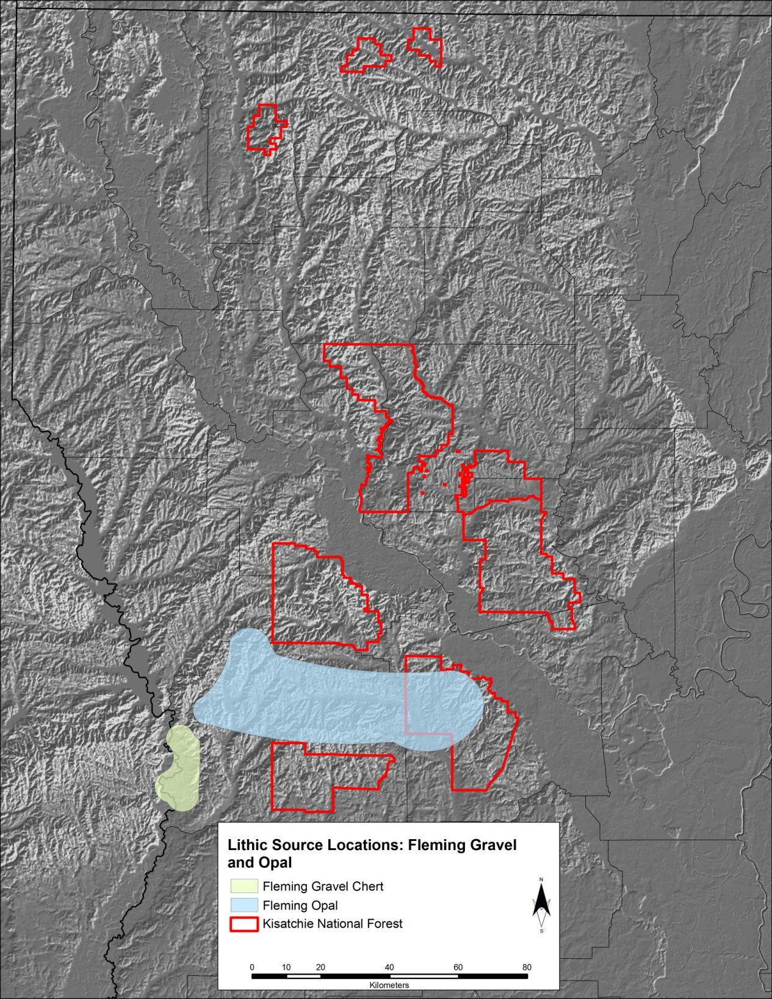 Lithic Source Locations: Fleming Gravel
and Opal
Fleming Gravel Chert
Fleming Opal
Kisatchie National Forest
N
S
0 10 20 40 60 80
Kilometers